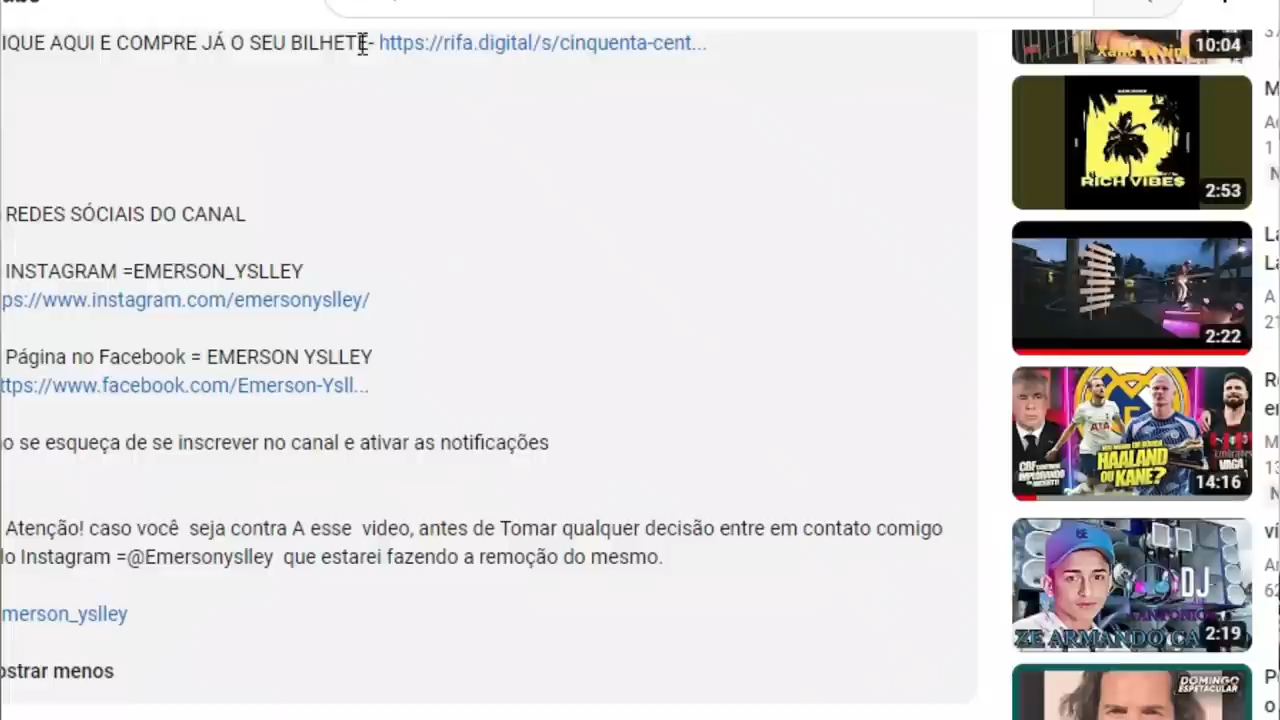 IQUE AQUI E COMPRE JÁ O SEU BILHETE- https://rifa.digital/s/cinquenta-cent...
REDES SÓCIAIS DO CANAL
INSTAGRAM =EMERSON_YSLLEY
ps://www.instagram.com/emersonyslley/
Página no Facebook = EMERSON YSLLEY
ttps://www.facebook.com/Emerson-Ysll...
o se esqueça de se inscrever no canal e ativar as notificações
Atenção! caso você seja contra A esse video, antes de Tomar qualquer decisão entre em contato comigo
lo Instagram =@Emersonyslley que estarei fazendo a remoção do mesmo.
merson_yslley
ostrar menos
10:04
RICH VIBES
2:53
2:22
HAALAND
OU KANE?
VAGA
14:16
DJ
ZE ARMANDO CA
2:19
DOMINGO
ESPETACULAR